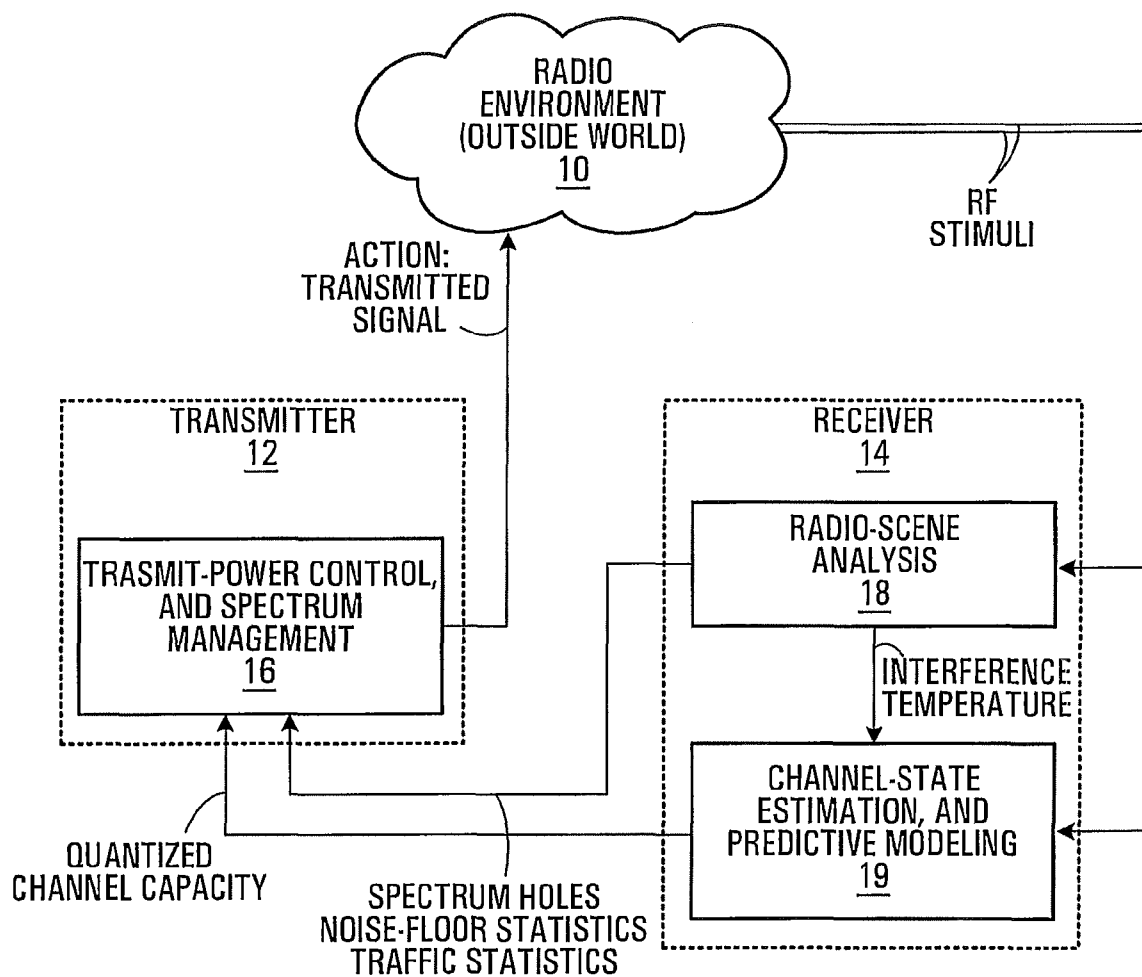 RADIO
ENVIRONMENT
(OUTSIDE WORLD)
10
RF
STIMULI
ACTION:
TRANSMITTED
SIGNAL
TRANSMITTER
12
TRASMIT-POWER CONTROL,
AND SPECTRUM
MANAGEMENT
16
RECEIVER
14
RADIO-SCENE
ANALYSIS
18
INTERFERENCE
TEMPERATURE
CHANNEL-STATE
ESTIMATION, AND
PREDICTIVE MODELING
19
QUANTIZED
CHANNEL CAPACITY
SPECTRUM HOLES
NOISE-FLOOR STATISTICS
TRAFFIC STATISTICS